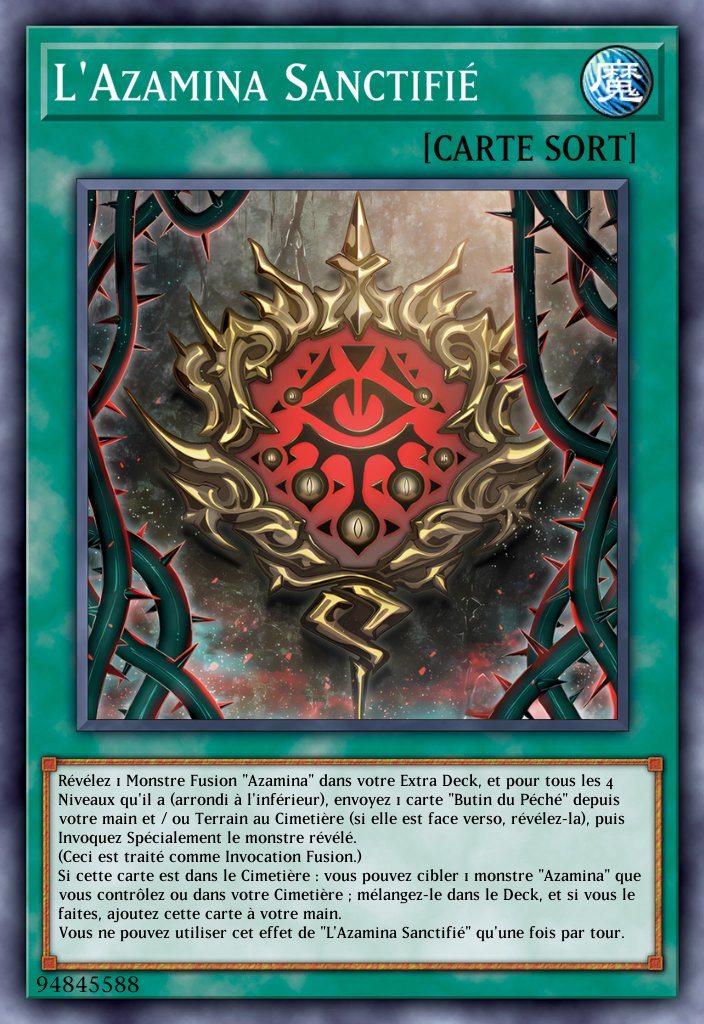 L'Azamina Sanctifié
魔
[CARTE SORT]
Révélez 1 Monstre Fusion "Azamina" dans votre Extra Deck, et pour tous les 4
Niveaux qu'il a (arrondi à l'inférieur), envoyez 1 carte "Butin du Péché" depuis
votre main et / ou Terrain au Cimetière (si elle est face verso, révélez-la), puis
Invoquez Spécialement le monstre révélé.
(Ceci est traité comme Invocation Fusion.)
Si cette carte est dans le Cimetière : vous pouvez cibler 1 monstre "Azamina" que
vous contrôlez ou dans votre Cimetière ; mélangez-le dans le Deck, et si vous le
faites, ajoutez cette carte à votre main.
Vous ne pouvez utiliser cet effet de "L'Azamina Sanctifié" qu'une fois par tour.
94845588